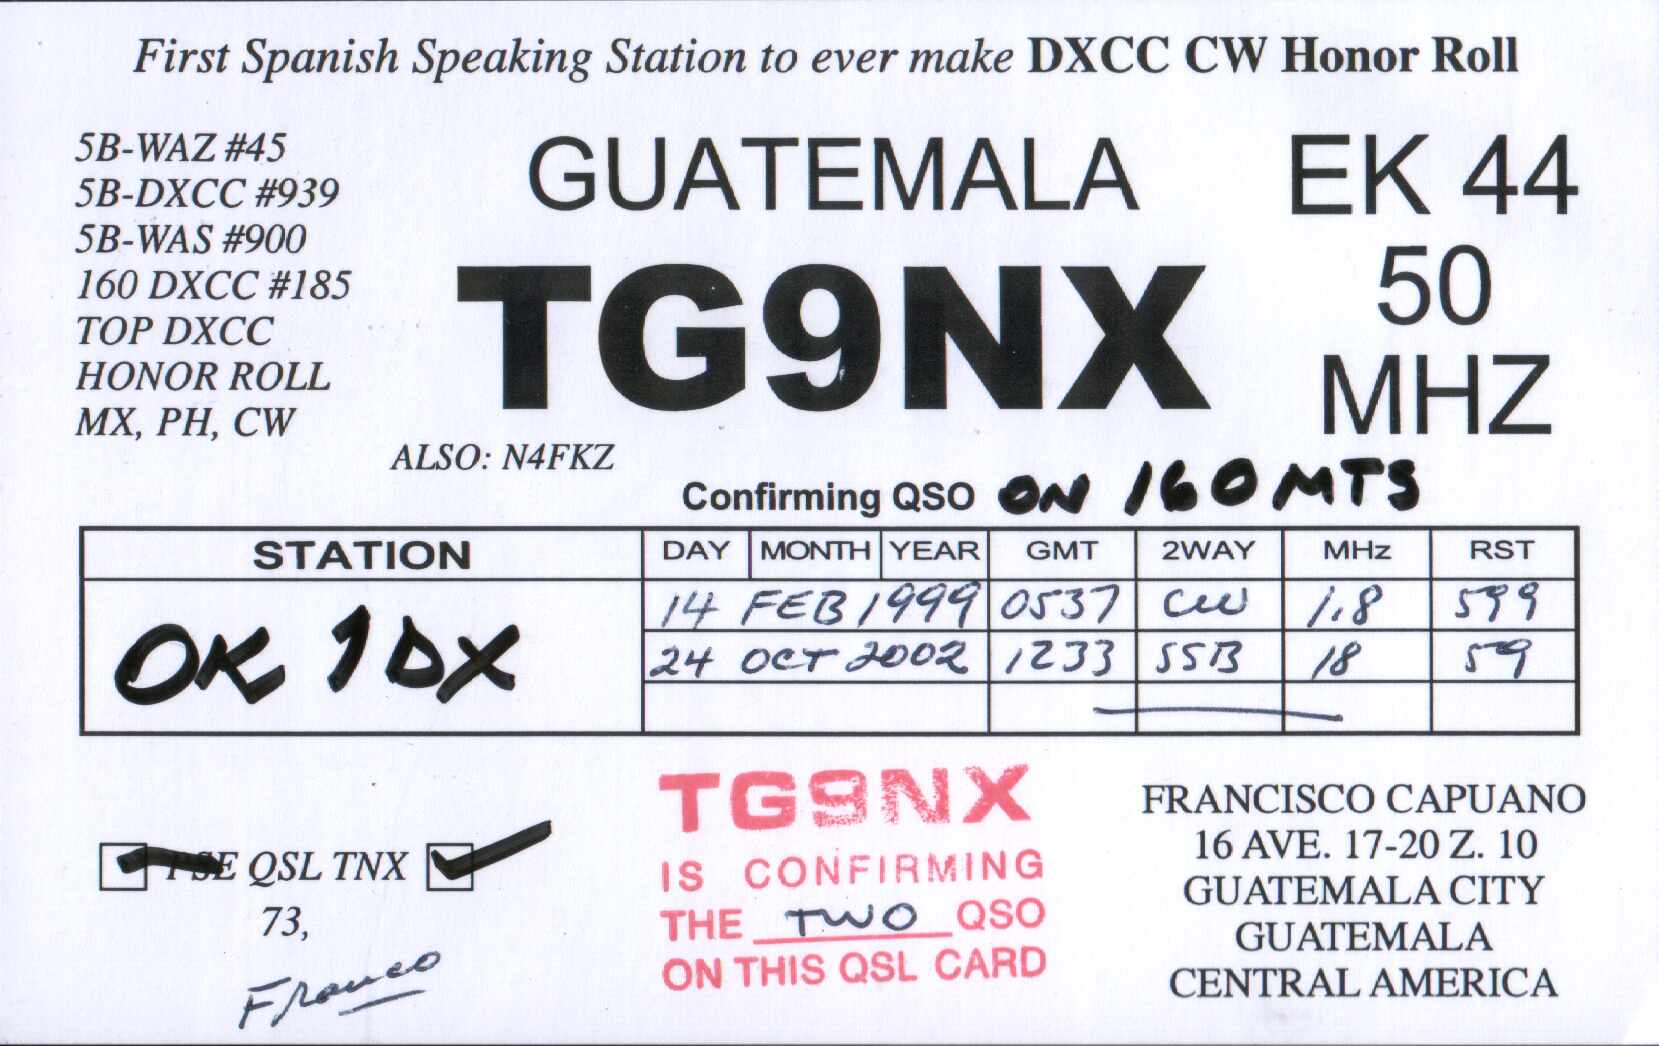 First Spanish Speaking Station to ever make DXCC CW Honor Roll
5B-WAZ #45
5B-DXCC #939
5B-WAS #900
160 DXCC #185
TOP DXCC
HONOR ROLL
MX, PH, CW
GUATEMALA
TG9NX
ALSO: N4FKZ
EK 44
50
MHZ
Confirming QSO ON 160 MTS
STATION DAY MONTH YEAR GMT 2WAY MHz RST
OK 1DX
14 FEB 1999 0537 CW 1.8 599
24 OCT 2002 1233 SSB 18 59
PSE QSL TNX
73,
Franco
TG9NX
IS CONFIRMING
THE TWO QSO
ON THIS QSL CARD
FRANCISCO CAPUANO
16 AVE. 17-20 Z. 10
GUATEMALA CITY
GUATEMALA
CENTRAL AMERICA